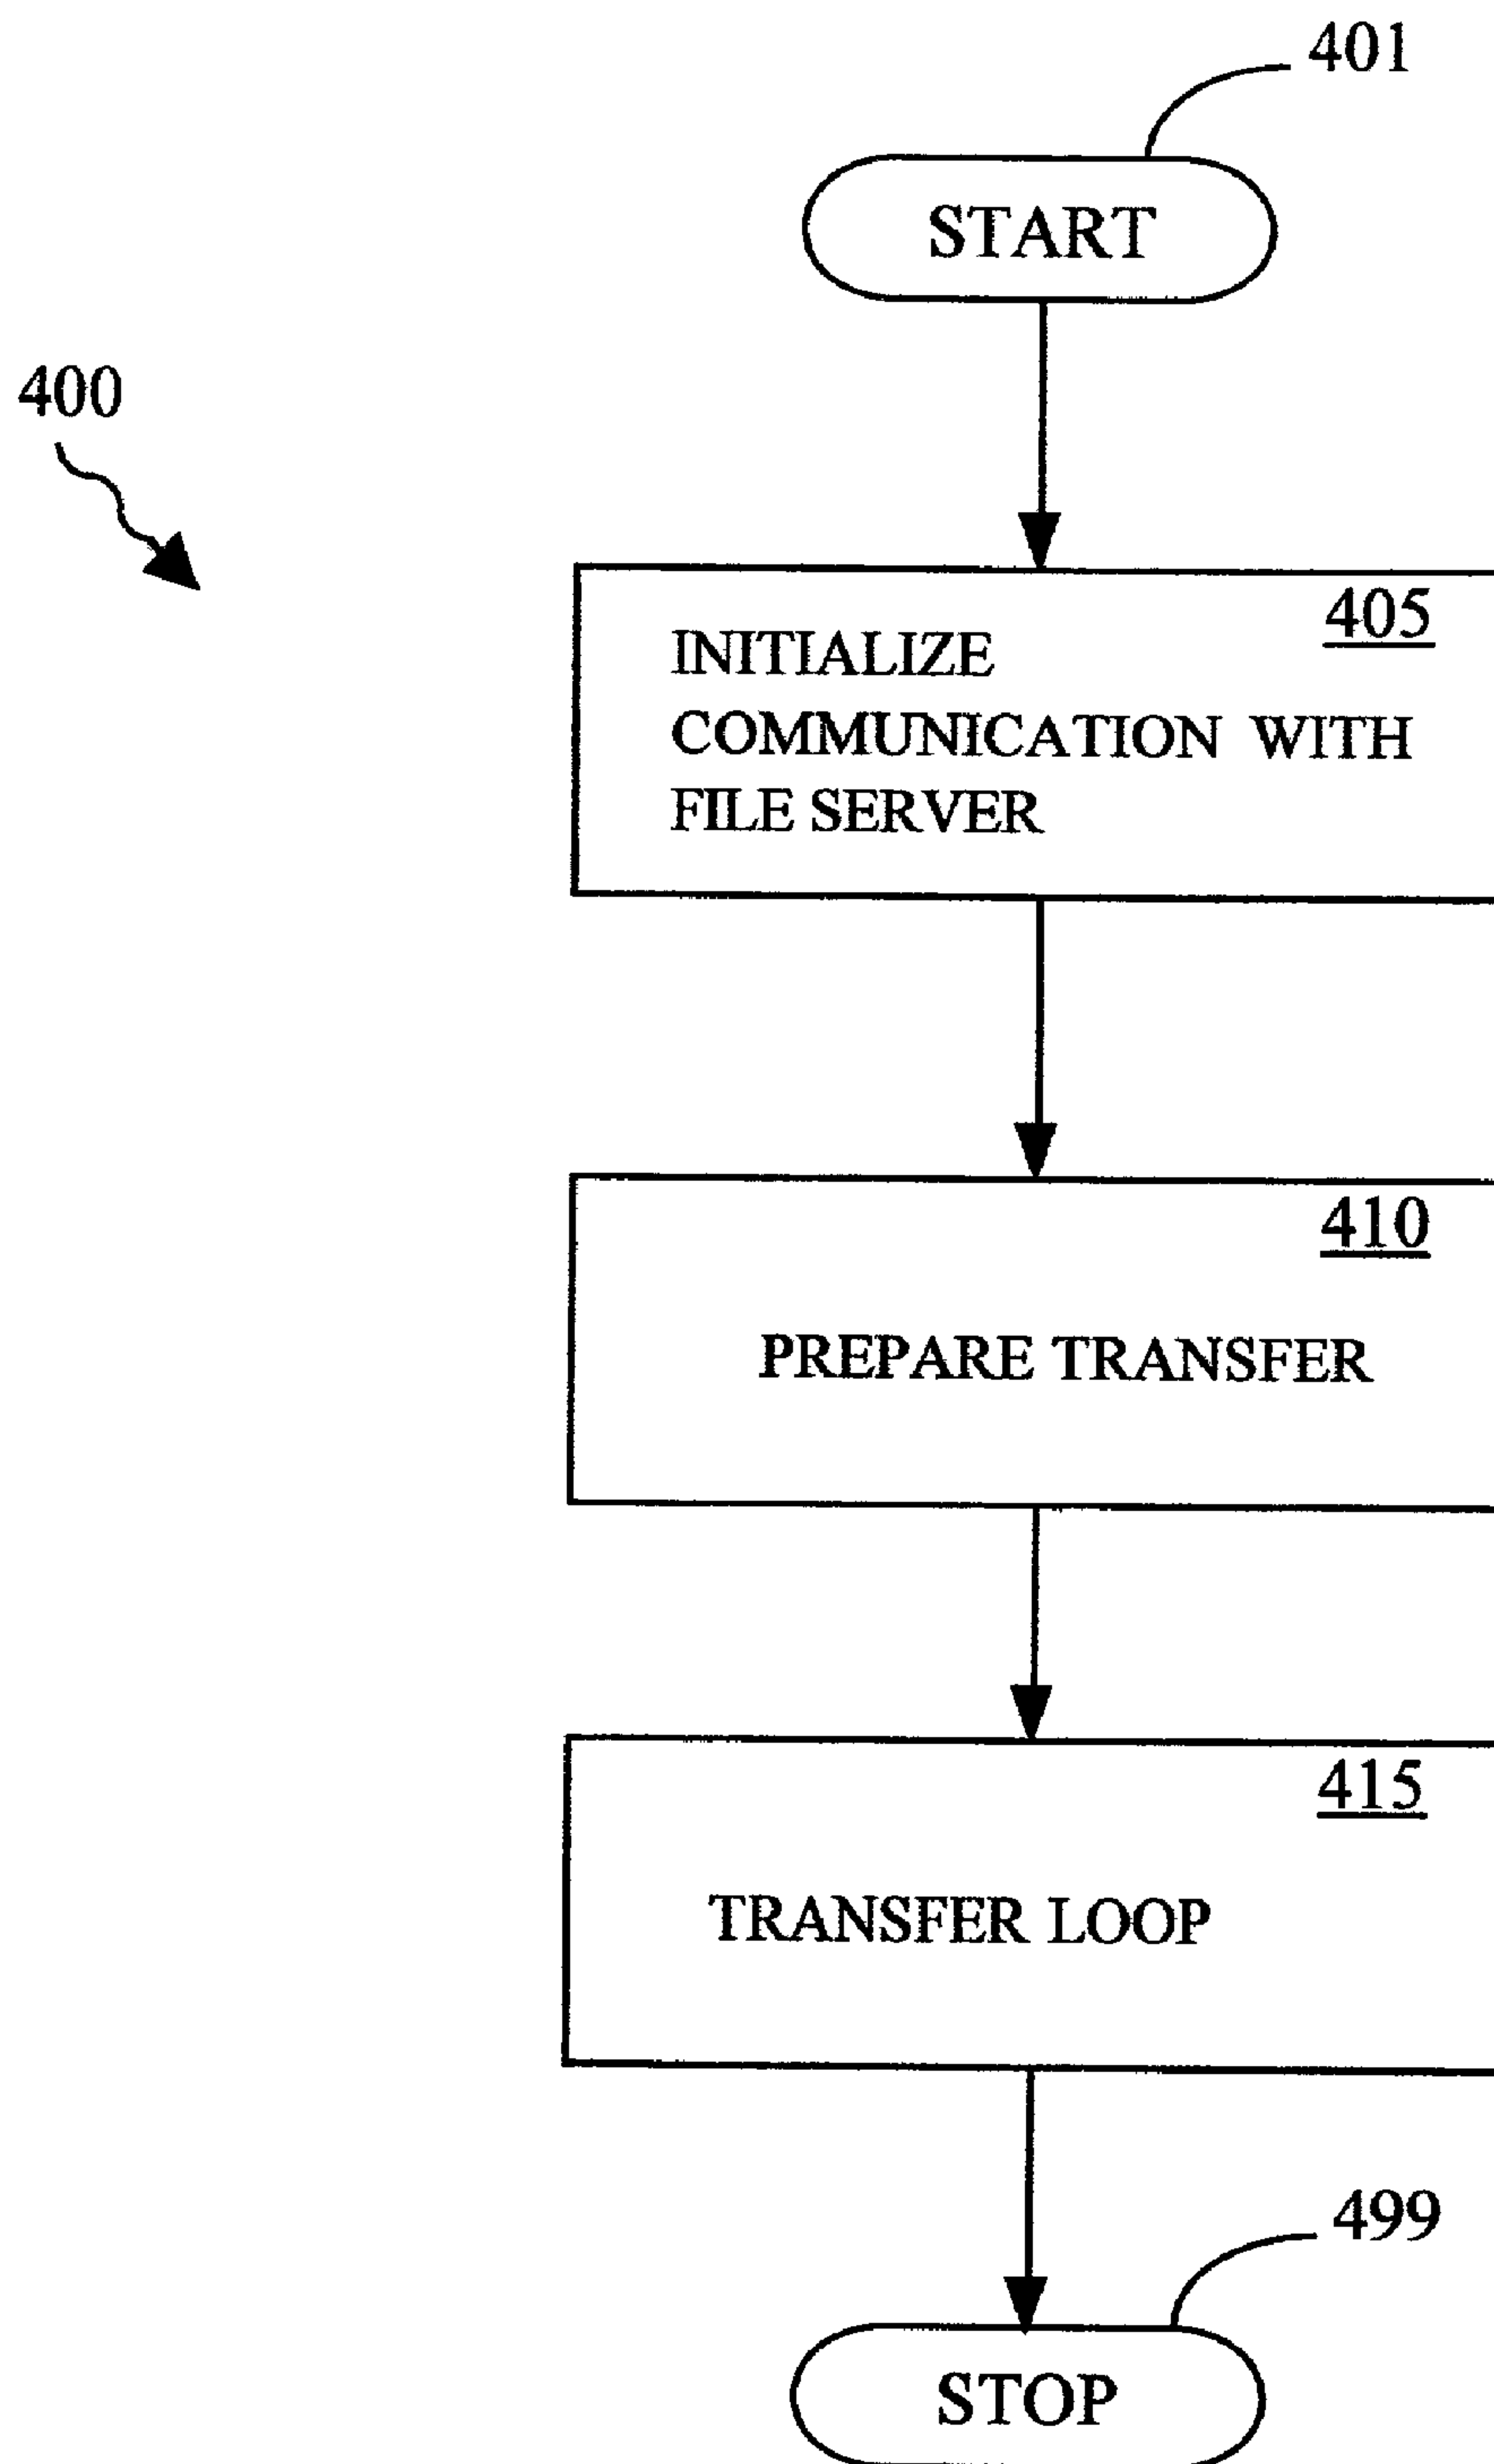 401
START
400
405
INITIALIZE
COMMUNICATION WITH
FILE SERVER
410
PREPARE TRANSFER
415
TRANSFER LOOP
499
STOP